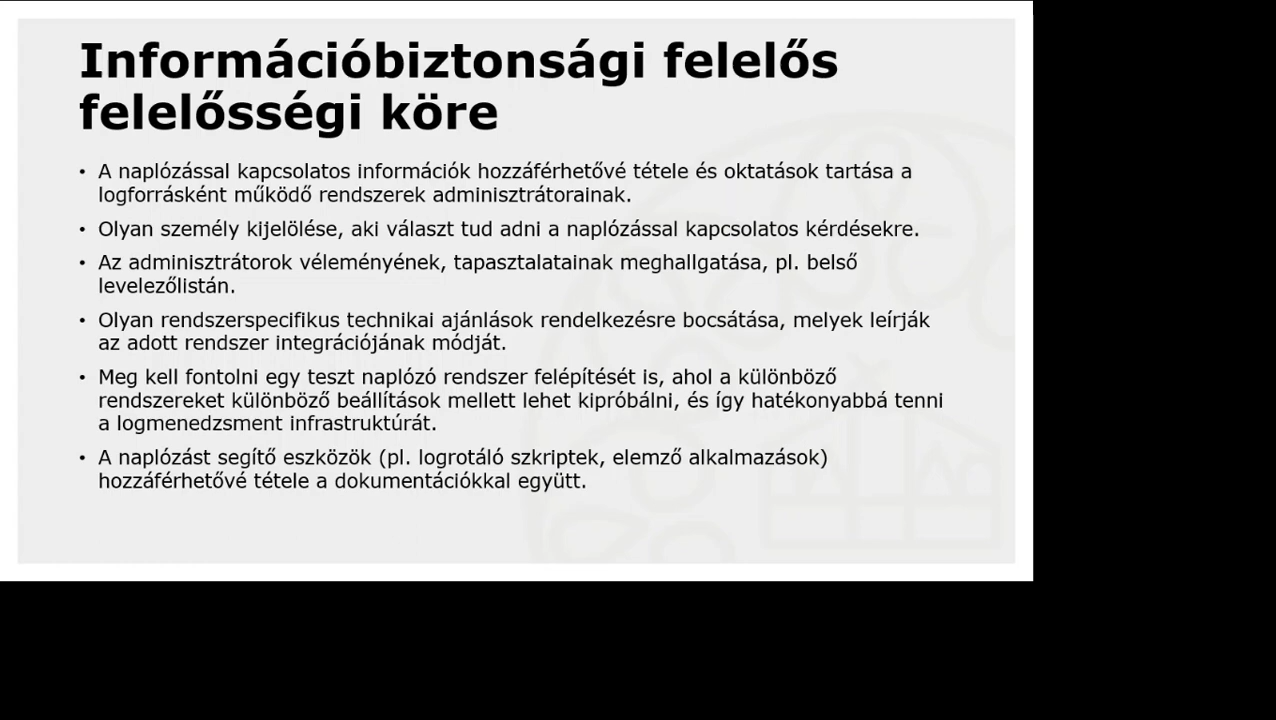 Információbiztonsági felelős
felelősségi köre
• A naplózással kapcsolatos információk hozzáférhetővé tétele és oktatások tartása a
logforrásként működő rendszerek adminisztrátorainak.
• Olyan személy kijelölése, aki választ tud adni a naplózással kapcsolatos kérdésekre.
• Az adminisztrátorok véleményének, tapasztalatainak meghallgatása, pl. belső
levelezőlistán.
• Olyan rendszerspecifikus technikai ajánlások rendelkezésre bocsátása, melyek leírják
az adott rendszer integrációjának módját.
• Meg kell fontolni egy teszt naplózó rendszer felépítését is, ahol a különböző
rendszereket különböző beállítások mellett lehet kipróbálni, és így hatékonyabbá tenni
a logmenedzsment infrastruktúrát.
• A naplózást segítő eszközök (pl. logrotáló szkriptek, elemző alkalmazások)
hozzáférhetővé tétele a dokumentációkkal együtt.